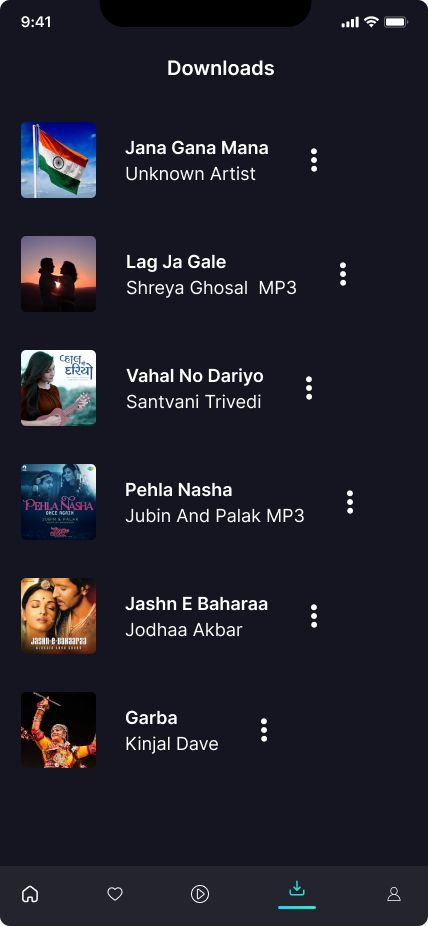 9:41
Downloads
Jana Gana Mana
Unknown Artist
Lag Ja Gale
Shreya Ghosal  MP3
વ્હાલ નો
દરિયો
Vahal No Dariyo
Santvani Trivedi
PEHLA NASHA
ONCE AGAIN
JUBIN & PALAK
Pehla Nasha
Jubin And Palak MP3
JASHN-E-BAHAARAA
Jashn E Baharaa
Jodhaa Akbar
Garba
Kinjal Dave